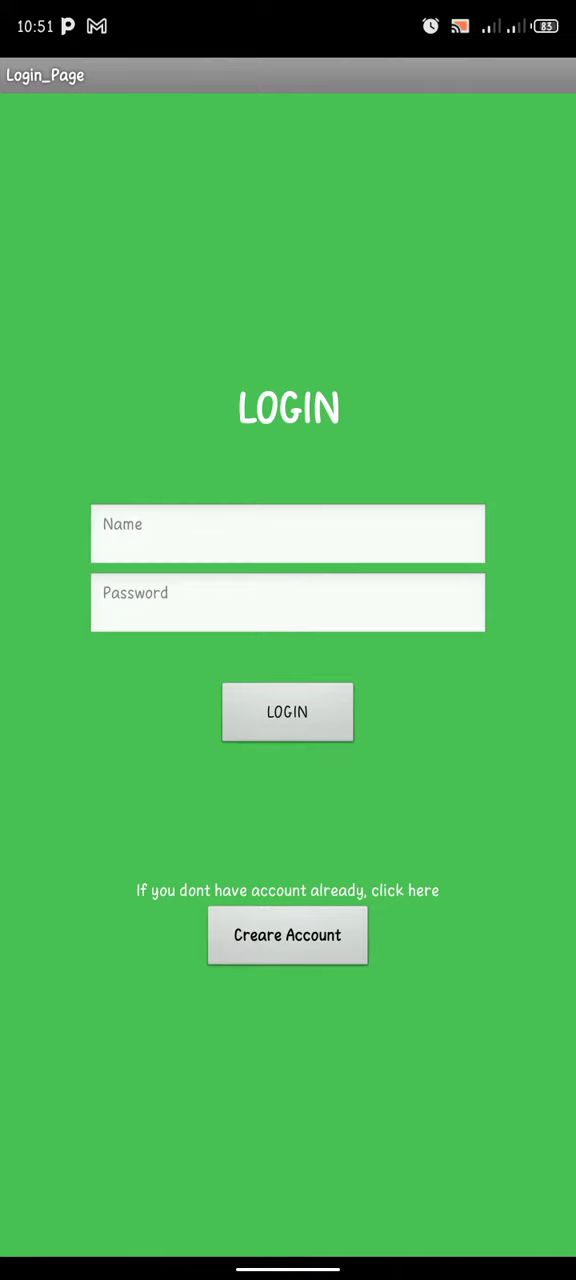 10:51
83
Login_Page
LOGIN
Name
Password
LOGIN
If you dont have account already, click here
Creare Account